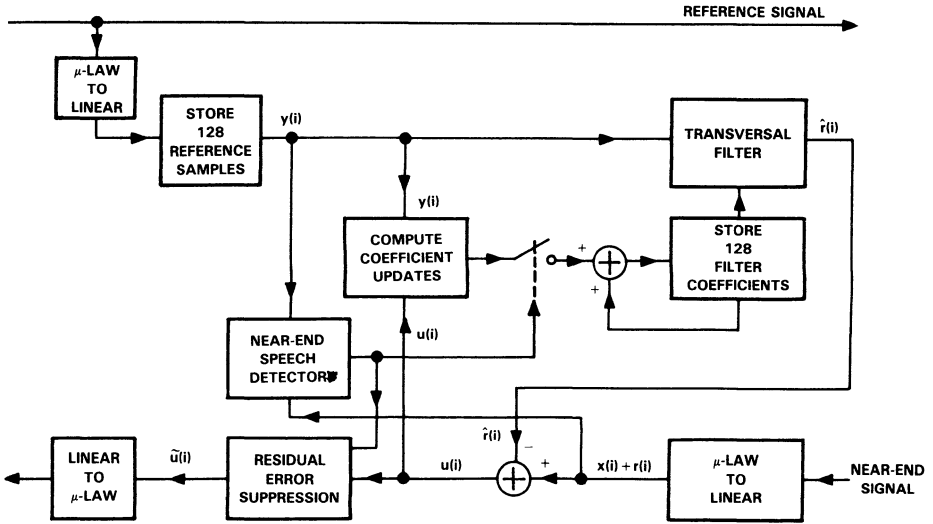 REFERENCE SIGNAL
μ-LAW
TO
LINEAR
STORE
128
REFERENCE
SAMPLES
y(i)
TRANSVERSAL
FILTER
r̂(i)
y(i)
COMPUTE
COEFFICIENT
UPDATES
+
+
STORE
128
FILTER
COEFFICIENTS
u(i)
NEAR-END
SPEECH
DETECTOR
r̂(i)
−
+
LINEAR
TO
μ-LAW
ũ(i)
RESIDUAL
ERROR
SUPPRESSION
u(i)
x(i) + r(i)
μ-LAW
TO
LINEAR
NEAR-END
SIGNAL